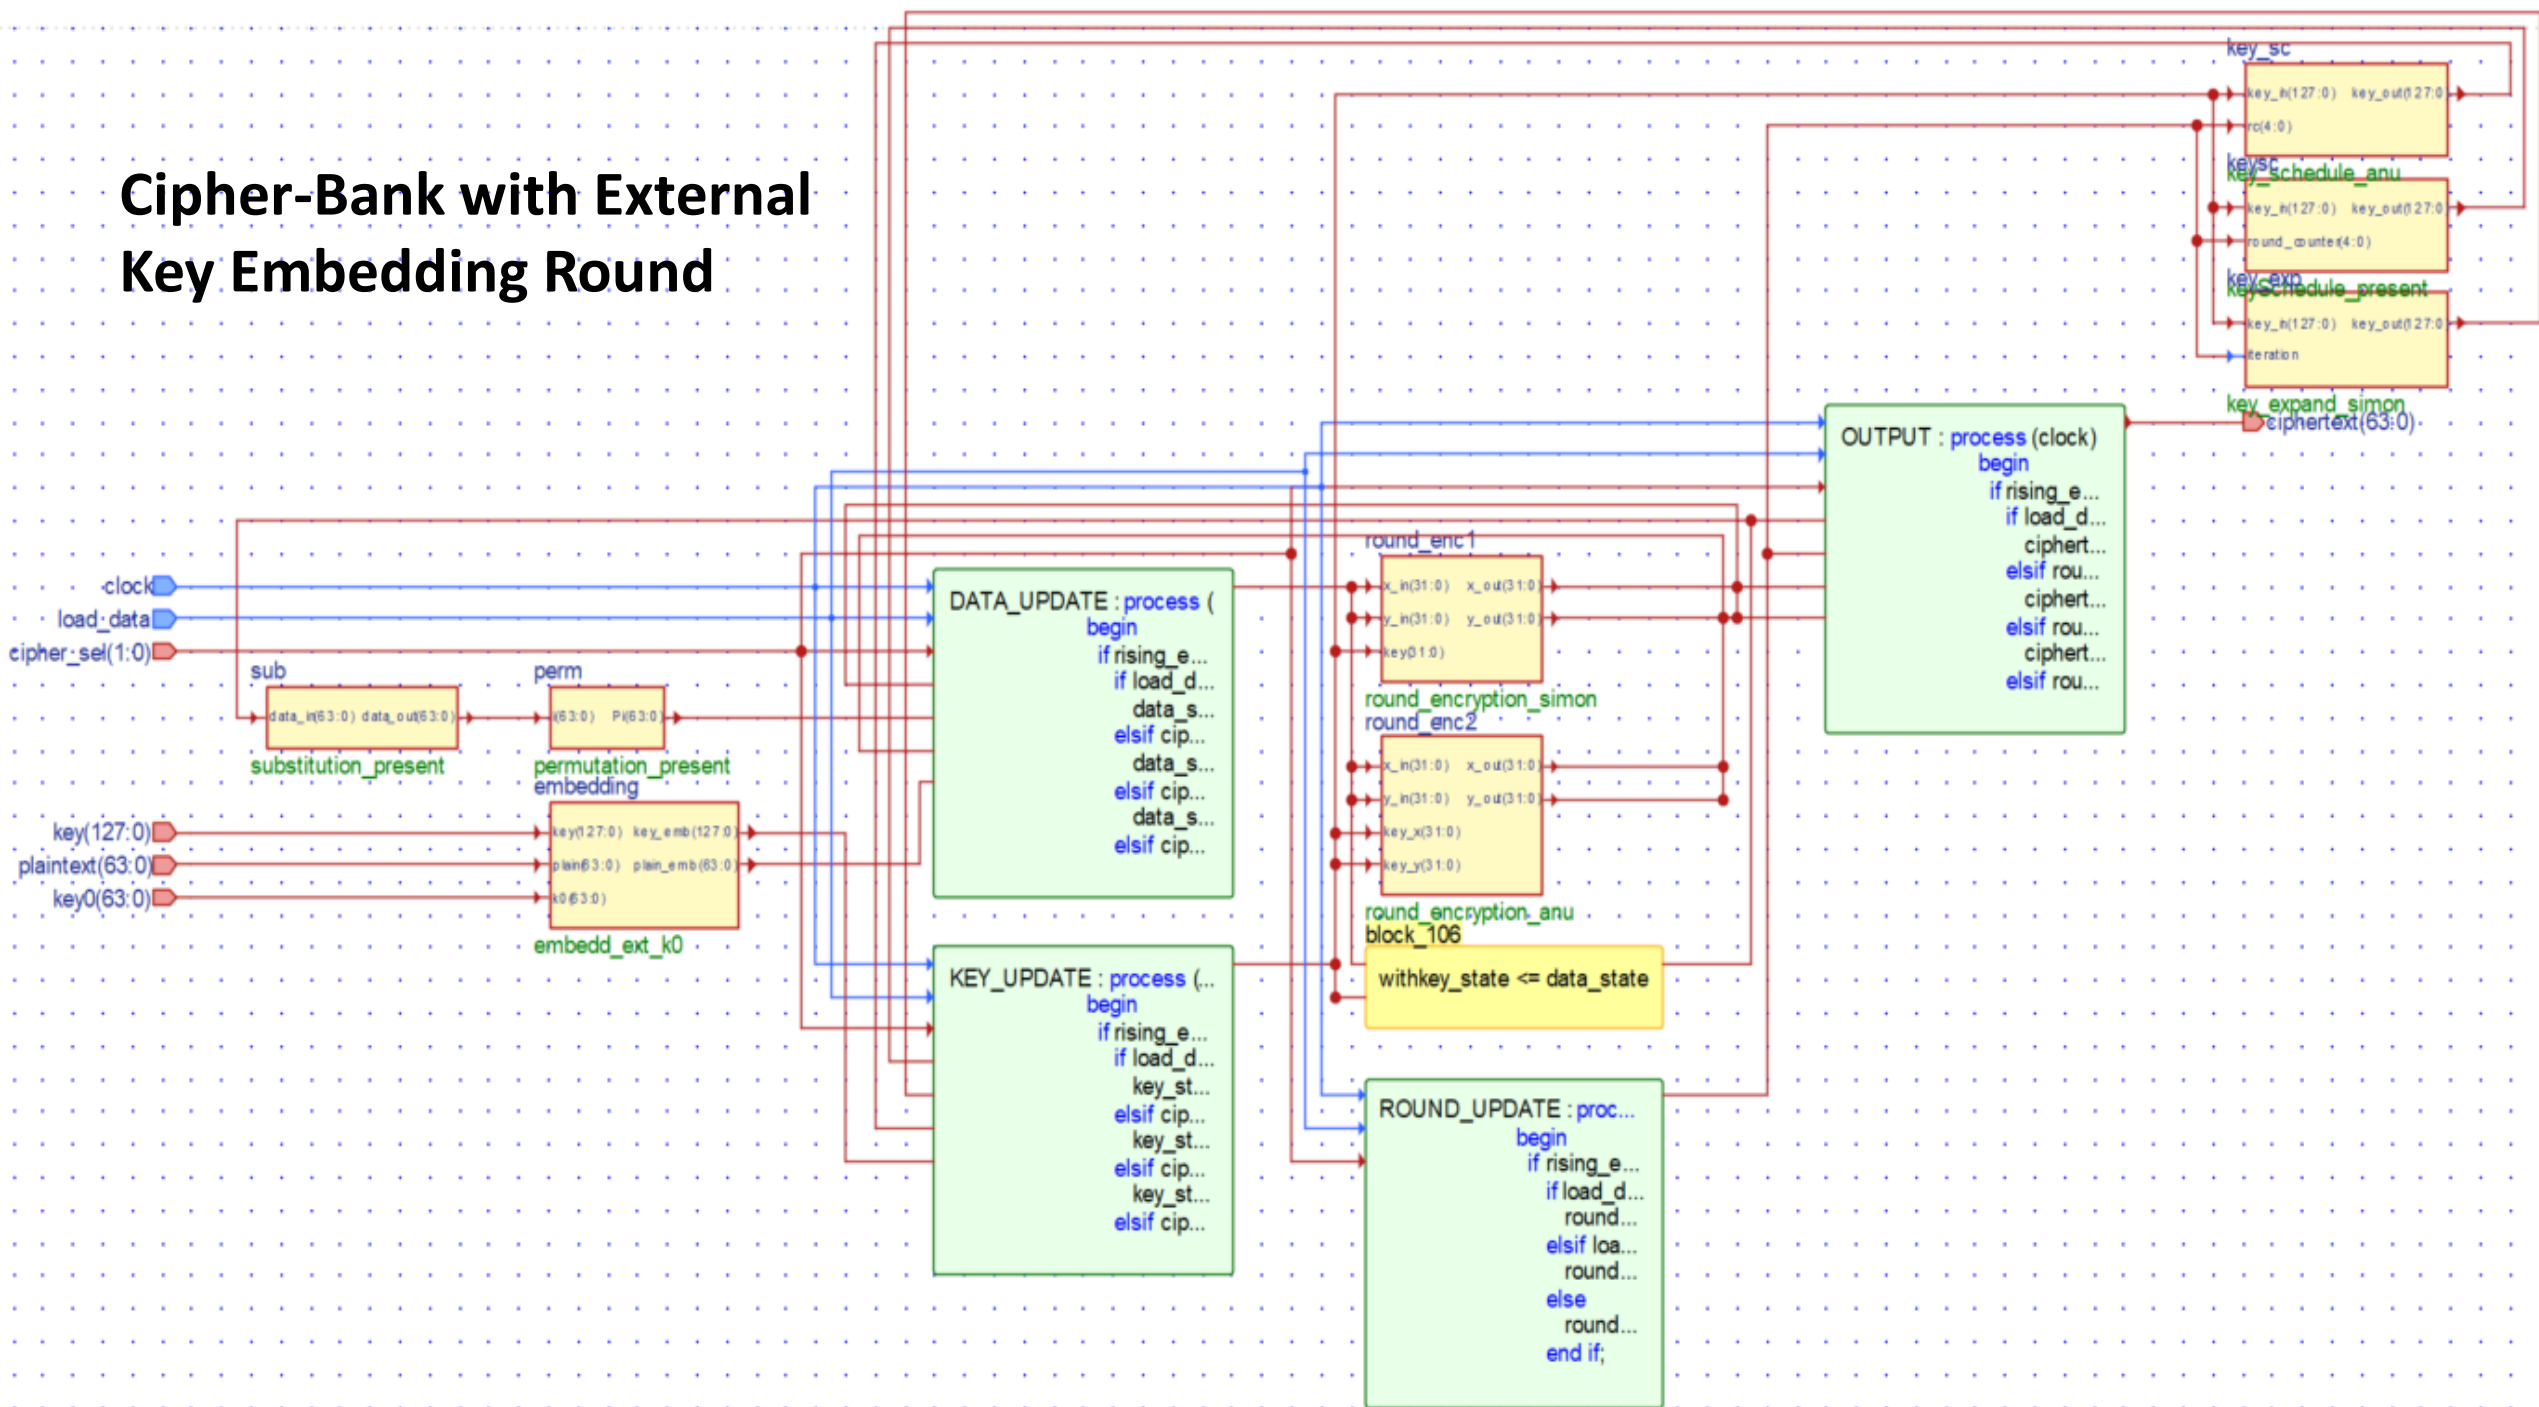 Cipher-Bank with External
Key Embedding Round
key_sc
key_in(127:0) key_out(127:0
rc(4:0)
key_schedule_anu
keysc
key_in(127:0) key_out(127:0
round_counter(4:0)
keySchedule_present
key_exp
key_in(127:0) key_out(127:0
iteration
key_expand_simon
ciphertext(63:0)
OUTPUT : process (clock)
begin
if rising_e...
if load_d...
ciphert...
elsif rou...
ciphert...
elsif rou...
ciphert...
elsif rou...
clock
load_data
cipher_sel(1:0)
sub
data_in(63:0) data_out(63:0)
substitution_present
perm
i(63:0) Pi(63:0)
permutation_present
embedding
key(127:0) key_emb(127:0)
plain(63:0) plain_emb(63:0)
k0(63:0)
embedd_ext_k0
key(127:0)
plaintext(63:0)
key0(63:0)
DATA_UPDATE : process (
begin
if rising_e...
if load_d...
data_s...
elsif cip...
data_s...
elsif cip...
data_s...
elsif cip...
KEY_UPDATE : process (...
begin
if rising_e...
if load_d...
key_st...
elsif cip...
key_st...
elsif cip...
key_st...
elsif cip...
round_enc1
x_in(31:0) x_out(31:0)
y_in(31:0) y_out(31:0)
key(31:0)
round_encryption_simon
round_enc2
x_in(31:0) x_out(31:0)
y_in(31:0) y_out(31:0)
key_x(31:0)
key_y(31:0)
round_encryption_anu
block_106
withkey_state <= data_state
ROUND_UPDATE : proc...
begin
if rising_e...
if load_d...
round...
elsif loa...
round...
else
round...
end if;